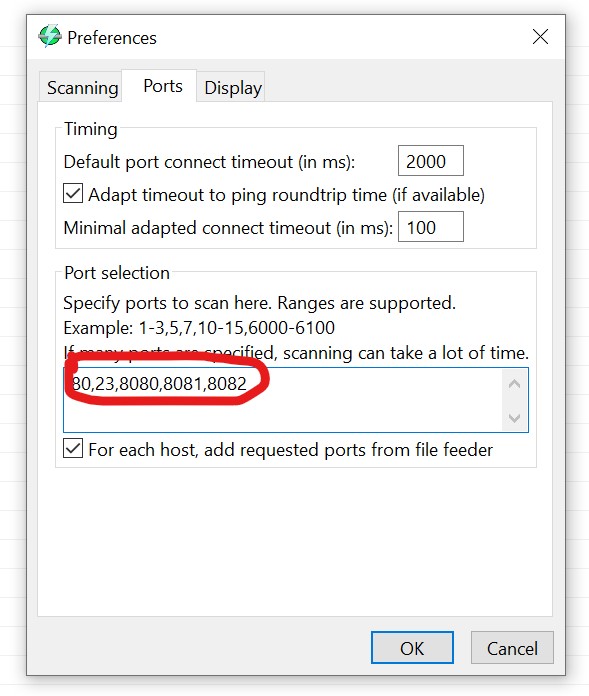 Preferences
Scanning Ports Display
Timing
Default port connect timeout (in ms): 2000
Adapt timeout to ping roundtrip time (if available)
Minimal adapted connect timeout (in ms): 100
Port selection
Specify ports to scan here. Ranges are supported.
Example: 1-3,5,7,10-15,6000-6100
If many ports are specified, scanning can take a lot of time.
80,23,8080,8081,8082
For each host, add requested ports from file feeder
OK Cancel